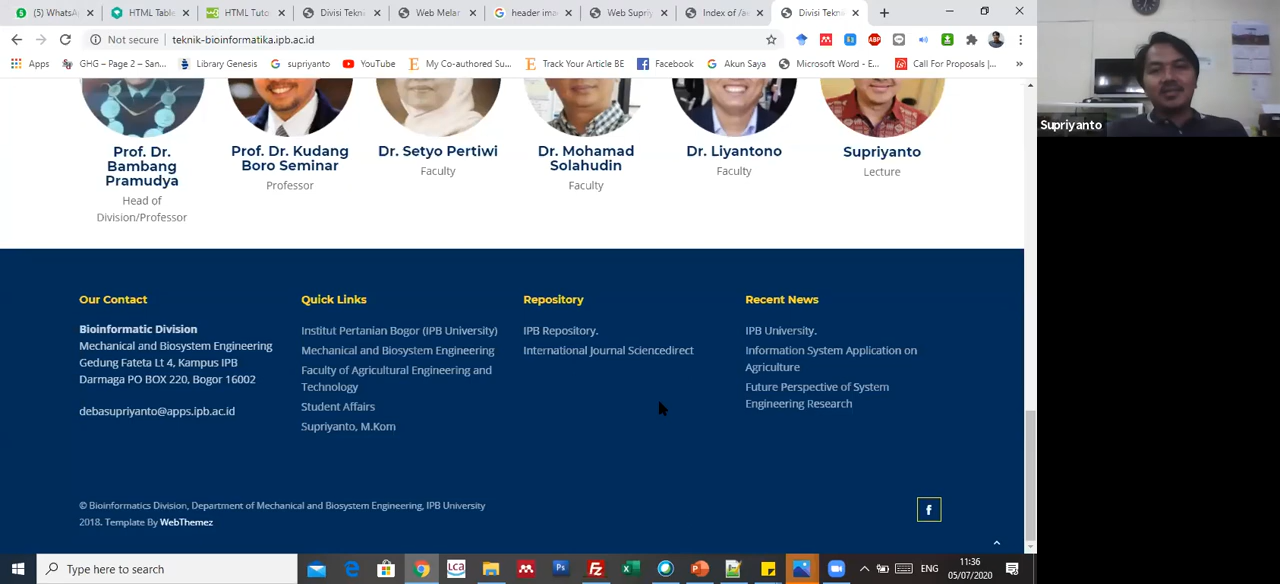 (5) WhatsA
HTML Table
HTML Tuto
Divisi Tekni
Web Melar
header ima
Web Supriy
Index of /a
Divisi Tekn
Not secure
teknik-bioinformatika.ipb.ac.id
ABP
Apps
GHG – Page 2 – San...
Library Genesis
supriyanto
YouTube
My Co-authored Su...
Track Your Article BE
Facebook
Akun Saya
Microsoft Word - E...
Call For Proposals |...
»
Supriyanto
Prof. Dr.
Bambang
Pramudya
Head of
Division/Professor
Prof. Dr. Kudang
Boro Seminar
Professor
Dr. Setyo Pertiwi
Faculty
Dr. Mohamad
Solahudin
Faculty
Dr. Liyantono
Faculty
Supriyanto
Lecture
Our Contact
Bioinformatic Division
Mechanical and Biosystem Engineering
Gedung Fateta Lt 4, Kampus IPB
Darmaga PO BOX 220, Bogor 16002
debasupriyanto@apps.ipb.ac.id
Quick Links
Institut Pertanian Bogor (IPB University)
Mechanical and Biosystem Engineering
Faculty of Agricultural Engineering and
Technology
Student Affairs
Supriyanto, M.Kom
Repository
IPB Repository.
International Journal Sciencedirect
Recent News
IPB University.
Information System Application on
Agriculture
Future Perspective of System
Engineering Research
© Bioinformatics Division, Department of Mechanical and Biosystem Engineering, IPB University
2018. Template By WebThemez
f
Type here to search
LCA
Ps
ENG
11:36
05/07/2020